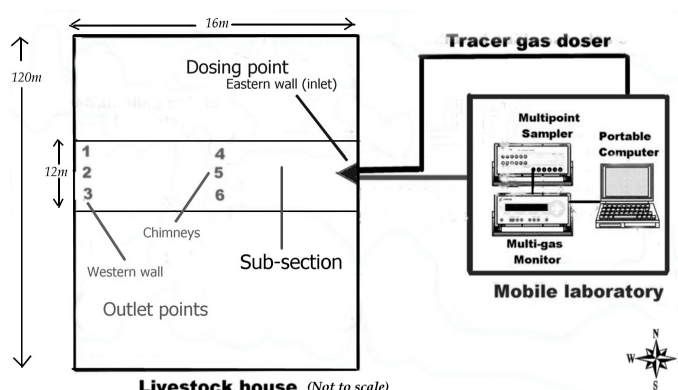 16m
120m
Tracer gas doser
Dosing point
Eastern wall (inlet)
Multipoint
Sampler
Portable
Computer
12m
1
2
3
4
5
6
Chimneys
Western wall
Sub-section
Outlet points
Multi-gas
Monitor
Mobile laboratory
N
W
S
Livestock house (Not to scale)